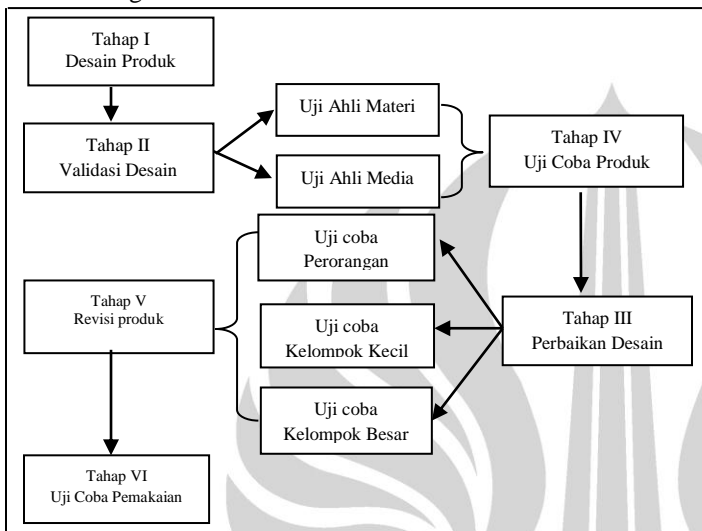 Tahap I
Desain Produk
Tahap II
Validasi Desain
Uji Ahli Materi
Uji Ahli Media
Tahap IV
Uji Coba Produk
Tahap III
Perbaikan Desain
Uji coba
Perorangan
Uji coba
Kelompok Kecil
Uji coba
Kelompok Besar
Tahap V
Revisi produk
Tahap VI
Uji Coba Pemakaian